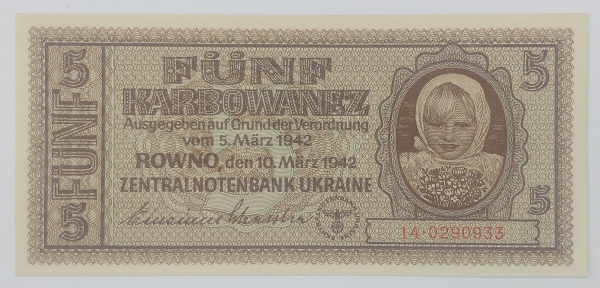 5 FÜNF 5
FÜNF
KARBOWANEZ
Ausgegeben auf Grund der Verordnung
vom 5. März 1942
ROWNO, den 10. März 1942
ZENTRALNOTENBANK UKRAINE
5
5
14·0290933